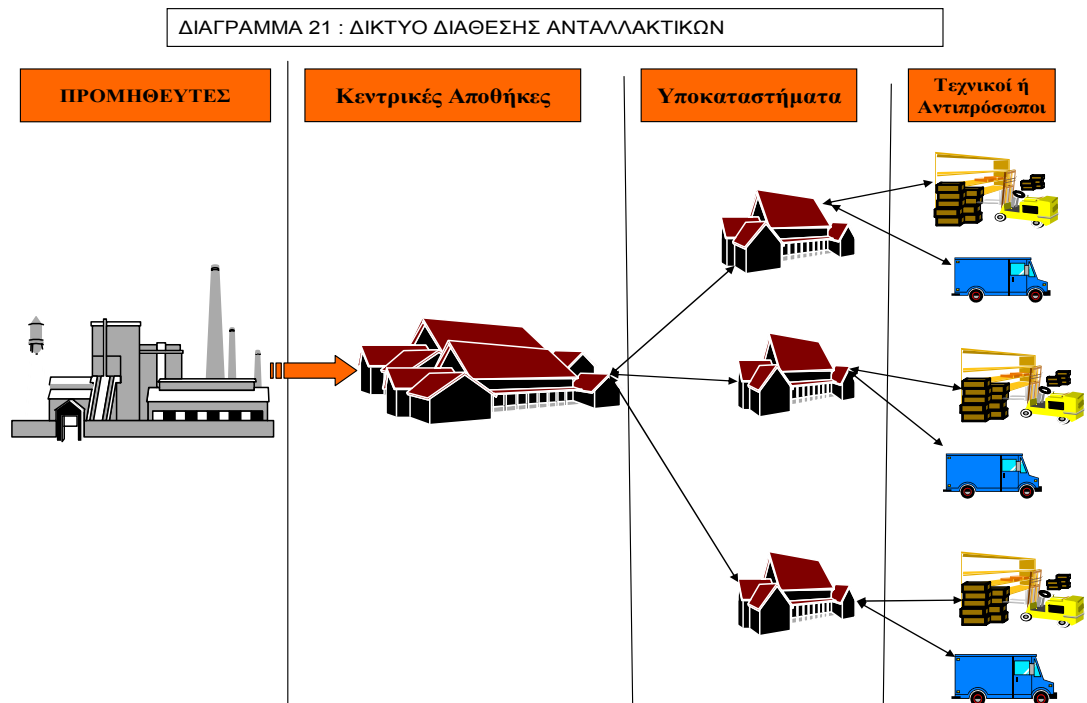 ΔΙΑΓΡΑΜΜΑ 21 : ΔΙΚΤΥΟ ΔΙΑΘΕΣΗΣ ΑΝΤΑΛΛΑΚΤΙΚΩΝ
ΠΡΟΜΗΘΕΥΤΕΣ
Κεντρικές Αποθήκες
Υποκαταστήματα
Τεχνικοί ή
Αντιπρόσωποι